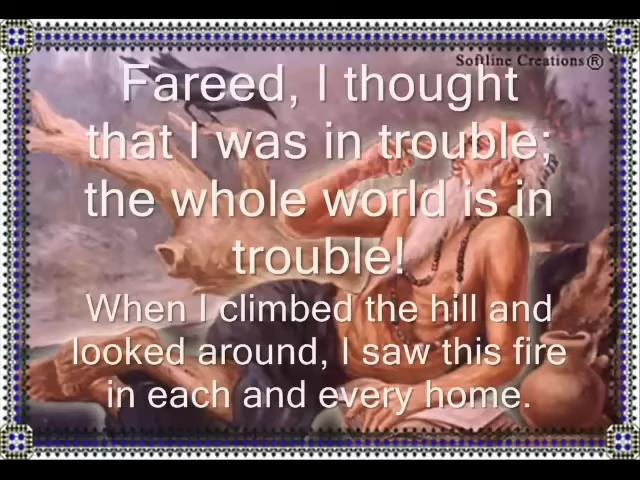 Softline Creations®
Fareed, I thought
that I was in trouble;
the whole world is in
trouble!
When I climbed the hill and
looked around, I saw this fire
in each and every home.